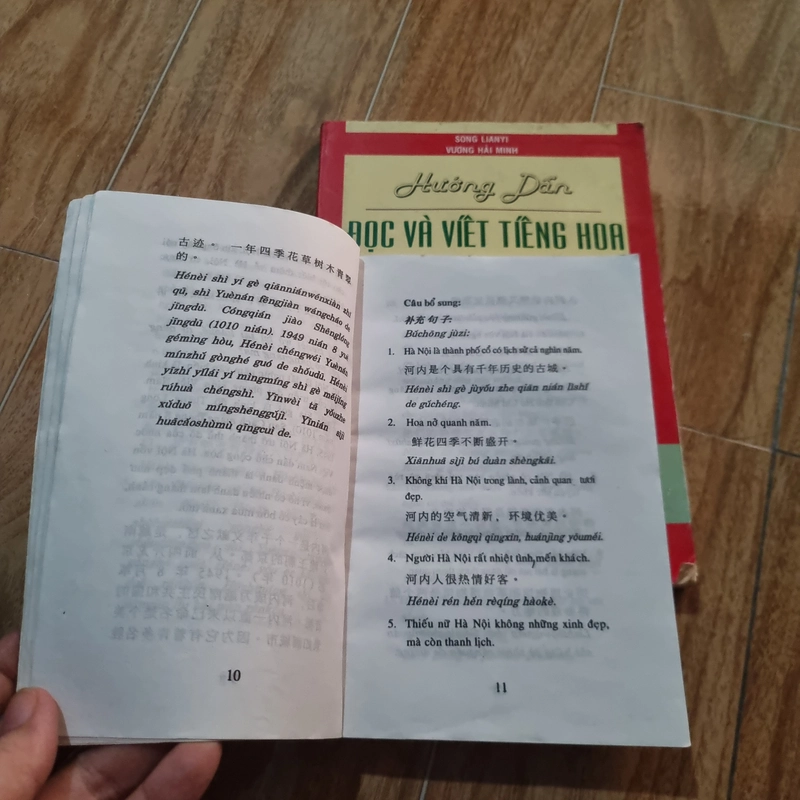 SONG LIANYI
VƯƠNG HẢI MINH
Hướng Dẫn
ĐỌC VÀ VIẾT TIẾNG HOA
古迹。一年四季花草树木青翠
的。
Hénèi shì yí gè qiānniánwénxiàn zhī
qū, shì Yuènán fēngjiàn wángcháo de
jīngdū. Cóngqián jiào Shēnglóng
jīngdū (1010 nián). 1949 nián 8 yuè
gémìng hòu, Hénèi chéngwéi Yuènán
mínzhǔ gònghé guó de shǒudū. Hénèi
yìzhí yǐlái yǐ mìngmíng shì gè měijǐng
rúhuà chéngshì. Yīnwèi tā yǒuzhe
xǔduō míngshēnggǔjī. Yīnián sìjì
huācǎoshùmù qīngcuì de.
10
Câu bổ sung:
补充句子:
Bǔchōng jùzi:
1. Hà Nội là thành phố cổ có lịch sử cả nghìn năm.
河内是个具有千年历史的古城。
Hénèi shì gè jùyǒu zhe qiān nián lìshǐ
de gǔchéng.
2. Hoa nở quanh năm.
鲜花四季不断盛开。
Xiānhuā sìjì bú duàn shèngkāi.
3. Không khí Hà Nội trong lành, cảnh quan tươi
đẹp.
河内的空气清新，环境优美。
Hénèi de kōngqì qīngxīn, huánjìng yōuměi.
4. Người Hà Nội rất nhiệt tình, mến khách.
河内人很热情好客。
Hénèi rén hěn rèqíng hàokè.
5. Thiếu nữ Hà Nội không những xinh đẹp,
mà còn thanh lịch.
11